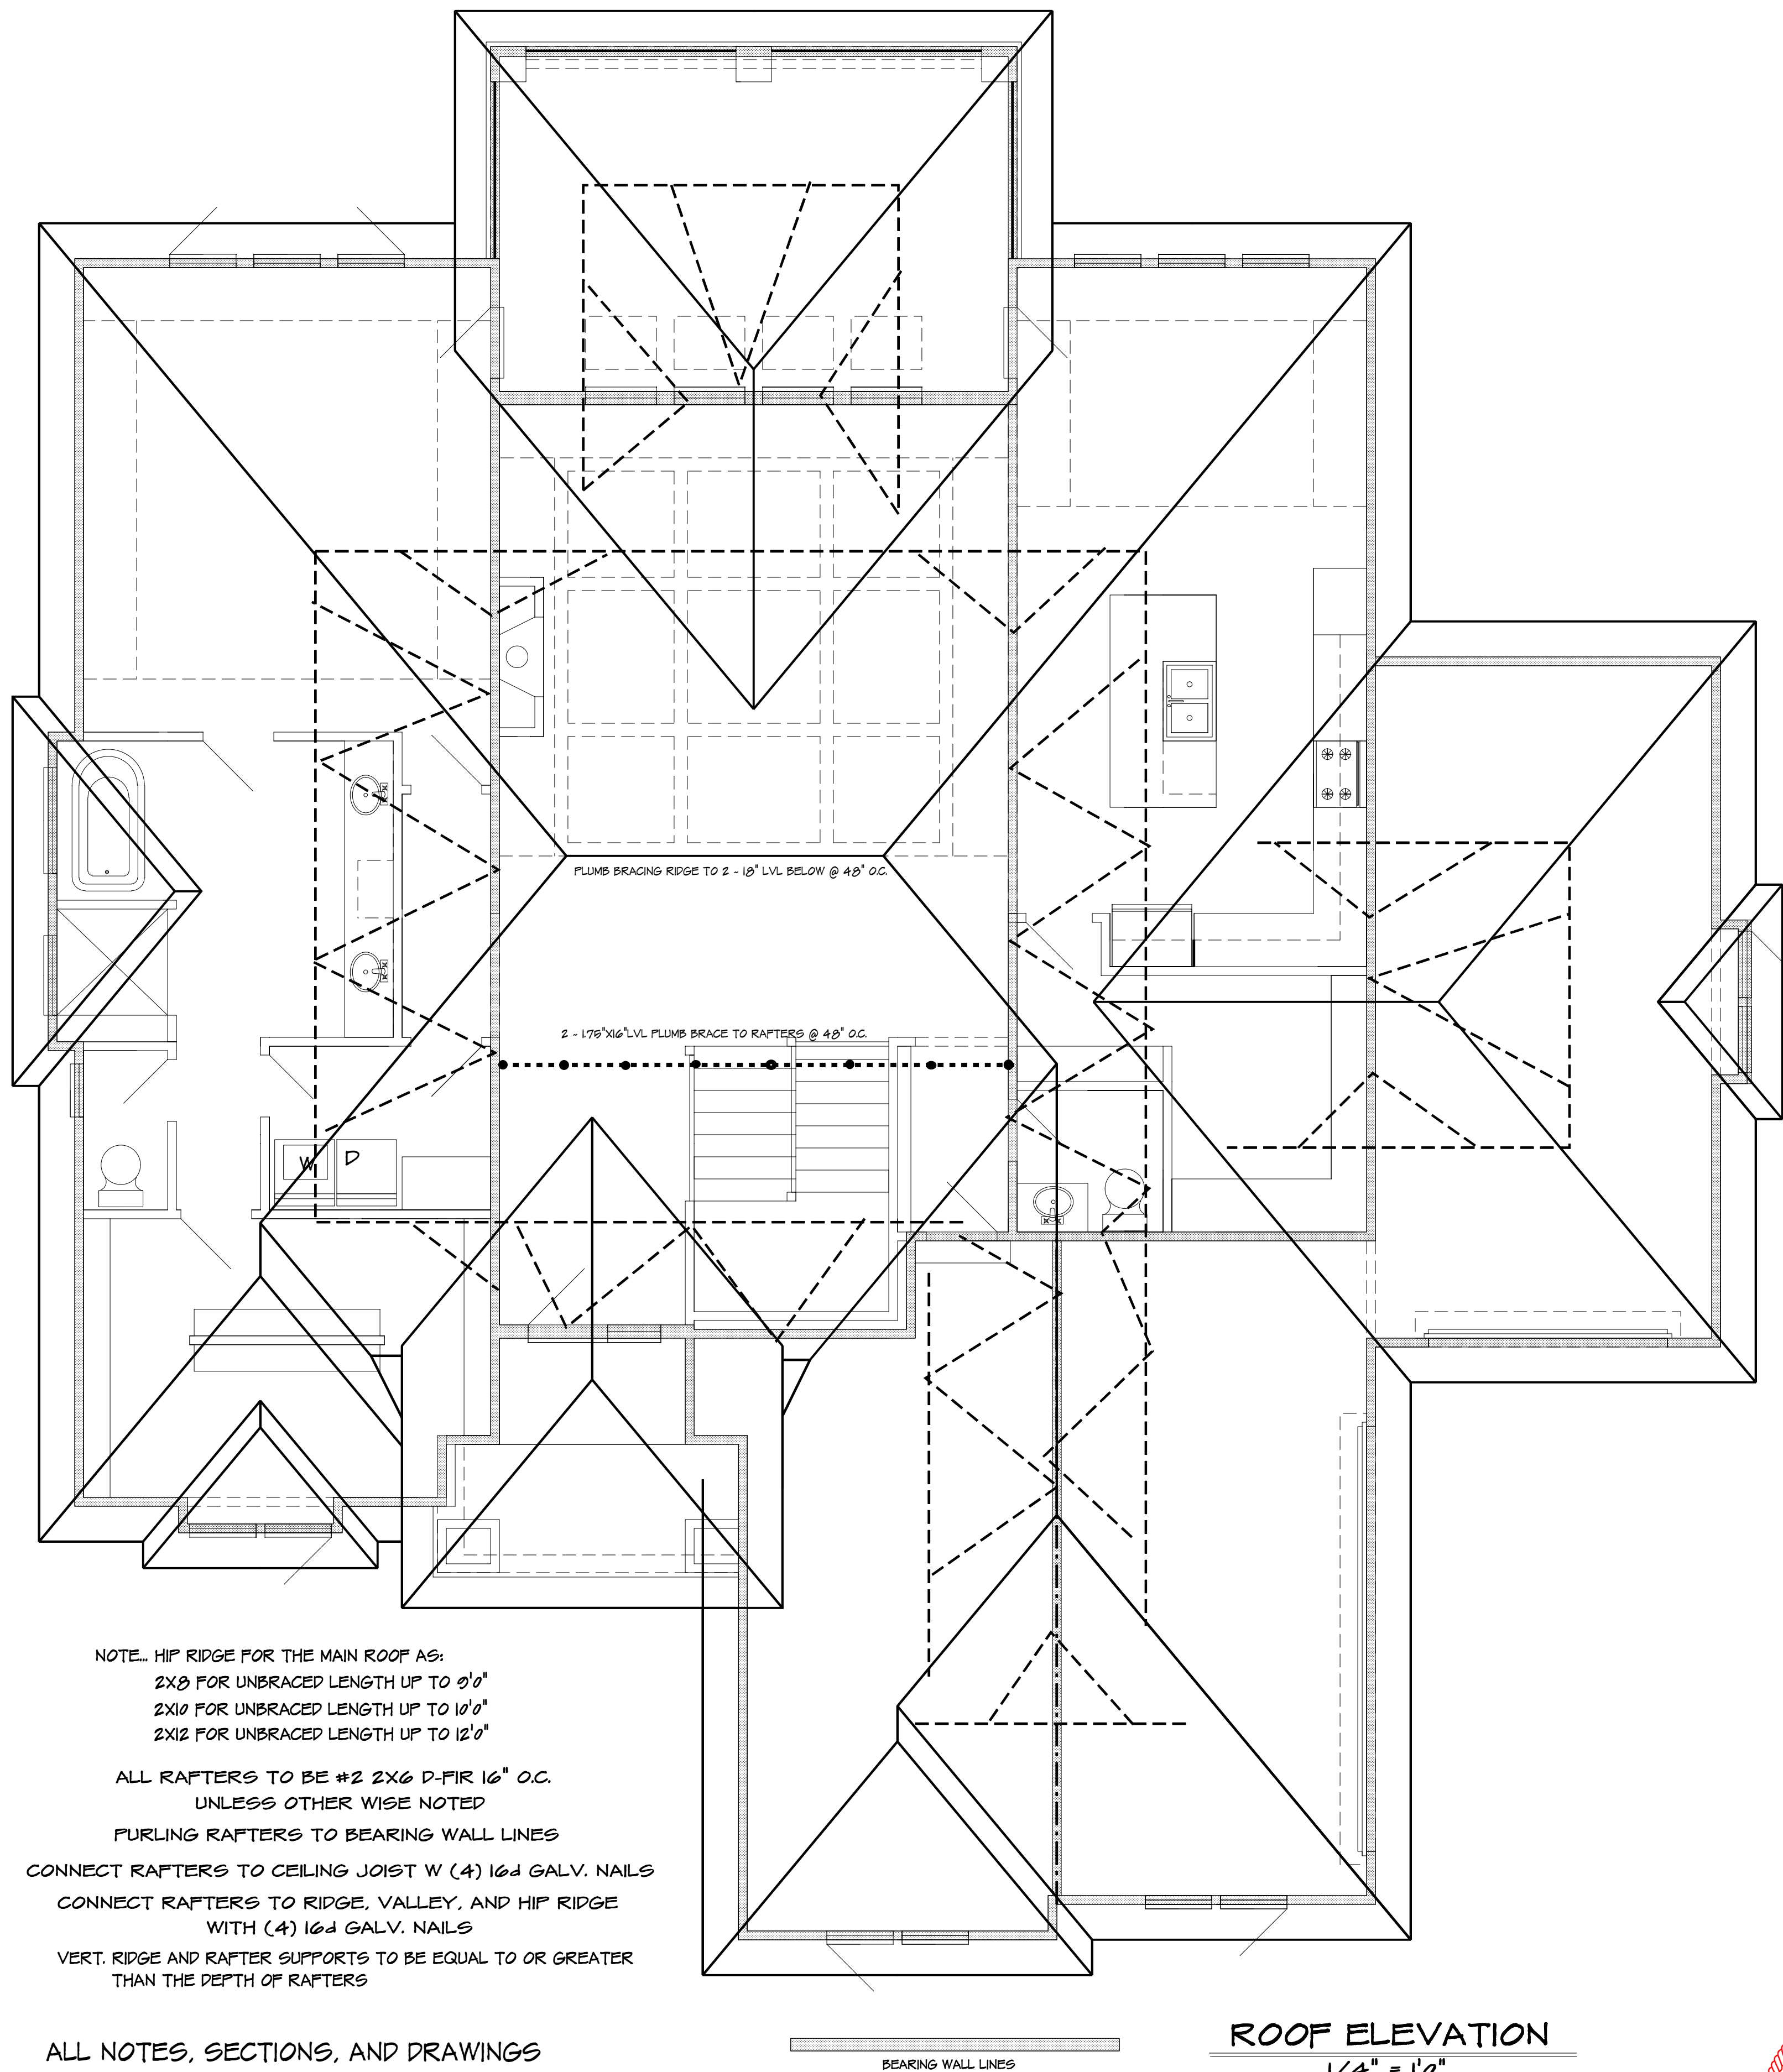 PLUMB BRACING RIDGE TO 2 - 18" LVL BELOW @ 48" O.C.
2 - 1.75"X16"LVL PLUMB BRACE TO RAFTERS @ 48" O.C.
W
D
NOTE... HIP RIDGE FOR THE MAIN ROOF AS:
2X8 FOR UNBRACED LENGTH UP TO 9'0"
2X10 FOR UNBRACED LENGTH UP TO 10'0"
2X12 FOR UNBRACED LENGTH UP TO 12'0"
ALL RAFTERS TO BE #2 2X6 D-FIR 16" O.C.
UNLESS OTHER WISE NOTED
PURLING RAFTERS TO BEARING WALL LINES
CONNECT RAFTERS TO CEILING JOIST W (4) 16d GALV. NAILS
CONNECT RAFTERS TO RIDGE, VALLEY, AND HIP RIDGE
WITH (4) 16d GALV. NAILS
VERT. RIDGE AND RAFTER SUPPORTS TO BE EQUAL TO OR GREATER
THAN THE DEPTH OF RAFTERS
ALL NOTES, SECTIONS, AND DRAWINGS
BEARING WALL LINES
ROOF ELEVATION
1/4" = 1'0"